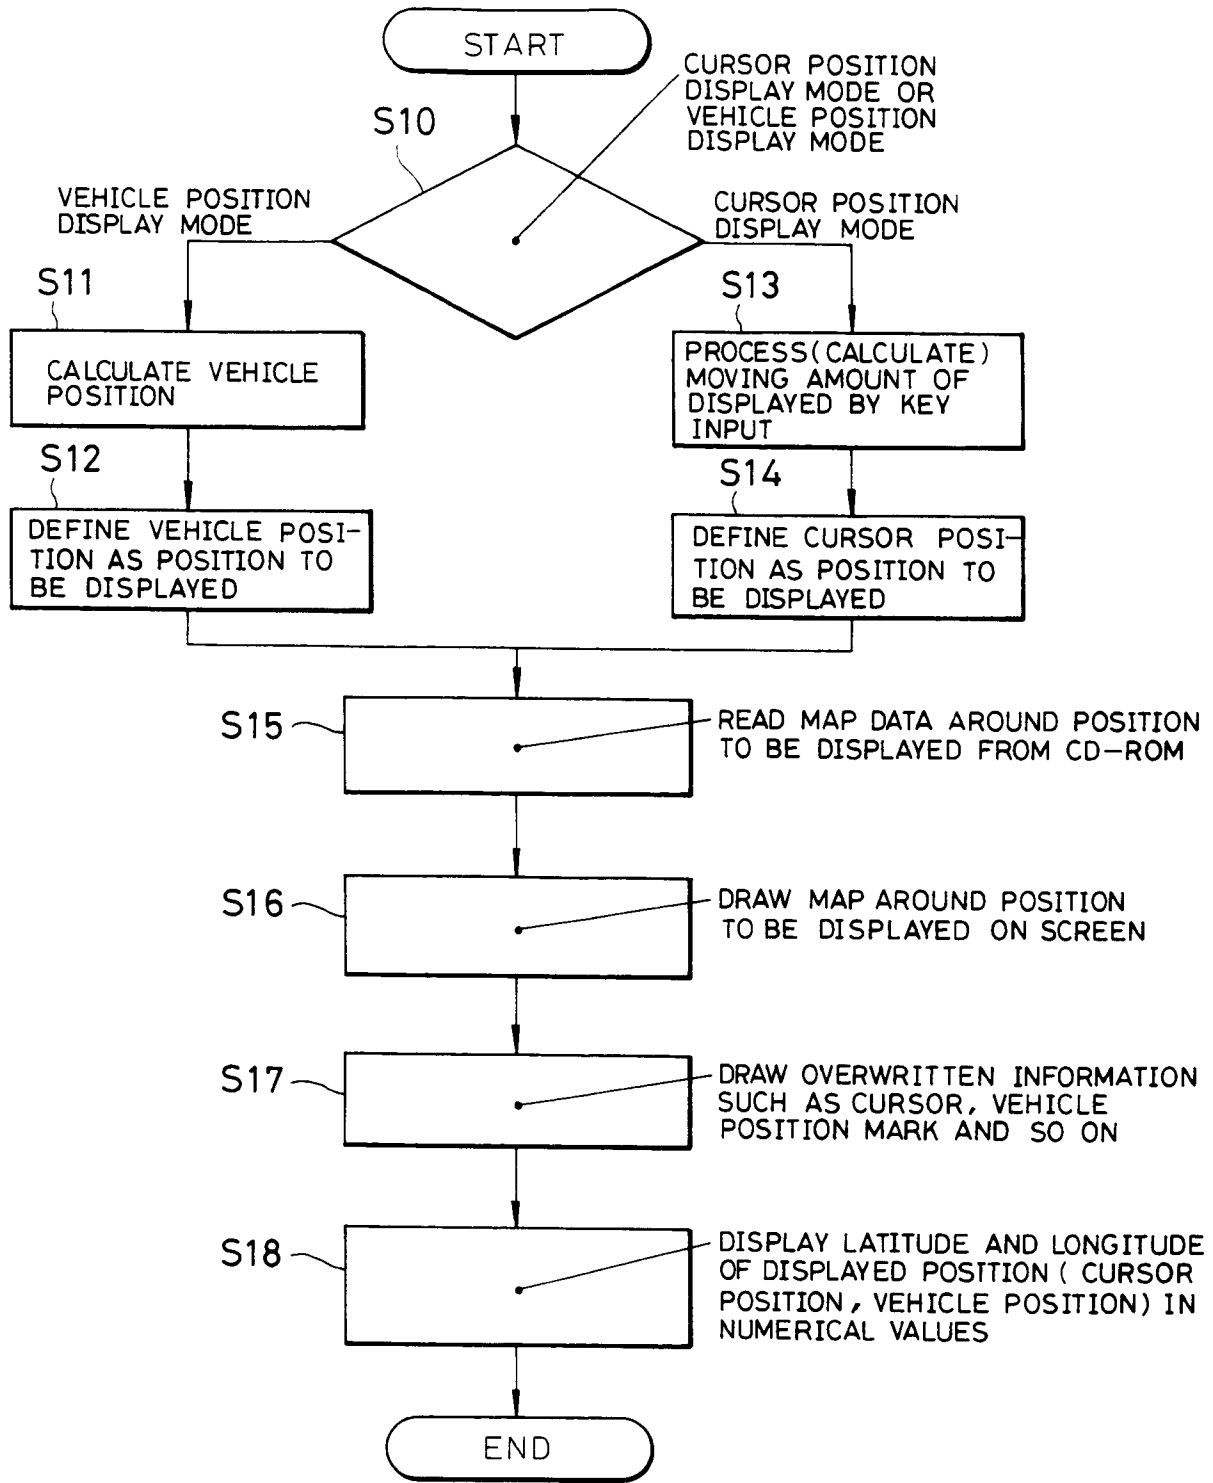 START
CURSOR POSITION
DISPLAY MODE OR
VEHICLE POSITION
DISPLAY MODE
S10
VEHICLE POSITION
DISPLAY MODE
CURSOR POSITION
DISPLAY MODE
S11
CALCULATE VEHICLE
POSITION
S13
PROCESS(CALCULATE)
MOVING AMOUNT OF
DISPLAYED BY KEY
INPUT
S12
DEFINE VEHICLE POSI-
TION AS POSITION TO
BE DISPLAYED
S14
DEFINE CURSOR POSI-
TION AS POSITION TO
BE DISPLAYED
S15
READ MAP DATA AROUND POSITION
TO BE DISPLAYED FROM CD-ROM
S16
DRAW MAP AROUND POSITION
TO BE DISPLAYED ON SCREEN
S17
DRAW OVERWRITTEN INFORMATION
SUCH AS CURSOR, VEHICLE
POSITION MARK AND SO ON
S18
DISPLAY LATITUDE AND LONGITUDE
OF DISPLAYED POSITION ( CURSOR
POSITION, VEHICLE POSITION) IN
NUMERICAL VALUES
END